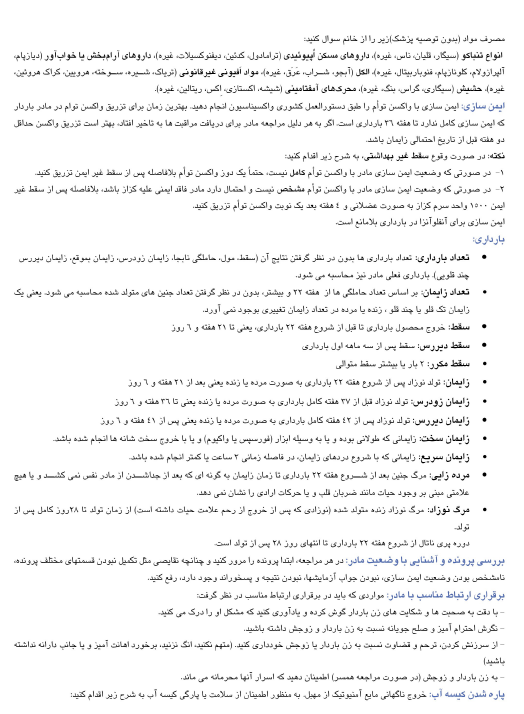 مصرف مواد (بدون توصیه پزشک)زیر را از خانم سوال کنید:
انواع تنباکو (سیگار، قلیان، ناس، غیره)، داروهای مسکن اُپیوئیدی (ترامادول، کدئین، دیفنوکسیلات، غیره)، داروهای آرام‌بخش یا خواب‌آور (دیازپام،
آلپرازولام، کلونازپام، فنوباربیتال، غیره)، الکل (آبجو، شراب، عَرَق، غیره)، مواد افیونی غیرقانونی (تریاک، شیره، سوخته، هرویین، کراک هروئین،
غیره)، حشیش (سیگاری، گراس، بنگ، غیره)، محرک‌های آمفتامینی (شیشه، اکستازی، اِکس، ریتالین، غیره).
ایمن سازی: ایمن سازی با واکسن توأم را طبق دستورالعمل کشوری واکسیناسیون انجام دهید. بهترین زمان برای تزریق واکسن توام در مادر باردار
که ایمن سازی کامل ندارد تا هفته ٣٦ بارداری است. اگر به هر دلیل مراجعه مادر برای دریافت مراقبت ها به تاخیر افتاد، بهتر است تزریق واکسن حداقل
دو هفته قبل از تاریخ احتمالی زایمان باشد.
نکته: در صورت وقوع سقط غیر بهداشتی، به شرح زیر اقدام کنید:
١- در صورتی که وضعیت ایمن سازی مادر با واکسن توأم کامل نیست، حتماً یک دوز واکسن توأم بلافاصله پس از سقط غیر ایمن تزریق کنید.
٢- در صورتی که وضعیت ایمن سازی مادر با واکسن توأم مشخص نیست و احتمال دارد مادر فاقد ایمنی علیه کزاز باشد، بلافاصله پس از سقط غیر
ایمن ١٥٠٠ واحد سرم کزاز به صورت عضلانی و ٤ هفته بعد یک نوبت واکسن توأم تزریق کنید.
ایمن سازی برای آنفلوآنزا در بارداری بلامانع است.
بارداری:
• تعداد بارداری: تعداد بارداری ها بدون در نظر گرفتن نتایج آن (سقط، مول، حاملگی نابجا، زایمان زودرس، زایمان بموقع، زایمان دیررس
چند قلویی). بارداری فعلی مادر نیز محاسبه می شود.
• تعداد زایمان: بر اساس تعداد حاملگی ها از هفته ٢٢ و بیشتر، بدون در نظر گرفتن تعداد جنین های متولد شده محاسبه می شود. یعنی یک
زایمان تک قلو یا چند قلو ، زنده یا مرده در تعداد زایمان تغییری بوجود نمی آورد.
• سقط: خروج محصول بارداری تا قبل از شروع هفته ٢٢ بارداری، یعنی تا ٢١ هفته و ٦ روز
• سقط دیررس: سقط پس از سه ماهه اول بارداری
• سقط مکرر: ٢ بار یا بیشتر سقط متوالی
• زایمان: تولد نوزاد پس از شروع هفته ٢٢ بارداری به صورت مرده یا زنده یعنی بعد از ٢١ هفته و ٦ روز
• زایمان زودرس: تولد نوزاد قبل از ٣٧ هفته کامل بارداری به صورت مرده یا زنده یعنی تا ٣٦ هفته و ٦ روز
• زایمان دیررس: تولد نوزاد پس از ٤٢ هفته کامل بارداری به صورت مرده یا زنده یعنی پس از ٤١ هفته و ٦ روز
• زایمان سخت: زایمانی که طولانی بوده و یا به وسیله ابزار (فورسپس یا واکیوم) و یا با خروج سخت شانه ها انجام شده باشد.
• زایمان سریع: زایمانی که با شروع دردهای زایمان، در فاصله زمانی ٣ ساعت یا کمتر انجام شده باشد.
• مرده زایی: مرگ جنین بعد از شروع هفته ٢٢ بارداری تا زمان زایمان به گونه ای که بعد از جداشدن از مادر نفس نمی کشد و یا هیچ
علامتی مبنی بر وجود حیات مانند ضربان قلب و یا حرکات ارادی را نشان نمی دهد.
• مرگ نوزاد: مرگ نوزاد زنده متولد شده (نوزادی که پس از خروج از رحم علامت حیات داشته است) از زمان تولد تا ٢٨روز کامل پس از
تولد.
دوره پری ناتال از شروع هفته ٢٢ بارداری تا انتهای روز ٢٨ پس از تولد است.
بررسی پرونده و آشنایی با وضعیت مادر: در هر مراجعه، ابتدا پرونده را مرور کنید و چنانچه نقایصی مثل تکمیل نبودن قسمتهای مختلف پرونده،
نامشخص بودن وضعیت ایمن سازی، نبودن جواب آزمایشها، نبودن نتیجه و پسخوراند وجود دارد، رفع کنید.
برقراری ارتباط مناسب با مادر: مواردی که باید در برقراری ارتباط مناسب در نظر گرفت:
– با دقت به صحبت ها و شکایت های زن باردار گوش کرده و یادآوری کنید که مشکل او را درک می کنید.
– نگرش احترام آمیز و صلح جویانه نسبت به زن باردار و زوجش داشته باشید.
– از سرزنش کردن، ترحم و قضاوت نسبت به زن باردار یا زوجش خودداری کنید. (متهم نکنید، انگ نزنید، برخورد اهانت آمیز و یا جانب دارانه نداشته
باشید)
– به زن باردار و زوجش (در صورت مراجعه همسر) اطمینان دهید که اسرار آنها محرمانه می ماند.
پاره شدن کیسه آب: خروج ناگهانی مایع آمنیوتیک از مهبل. به منظور اطمینان از سلامت یا پارگی کیسه آب به شرح زیر اقدام کنید: